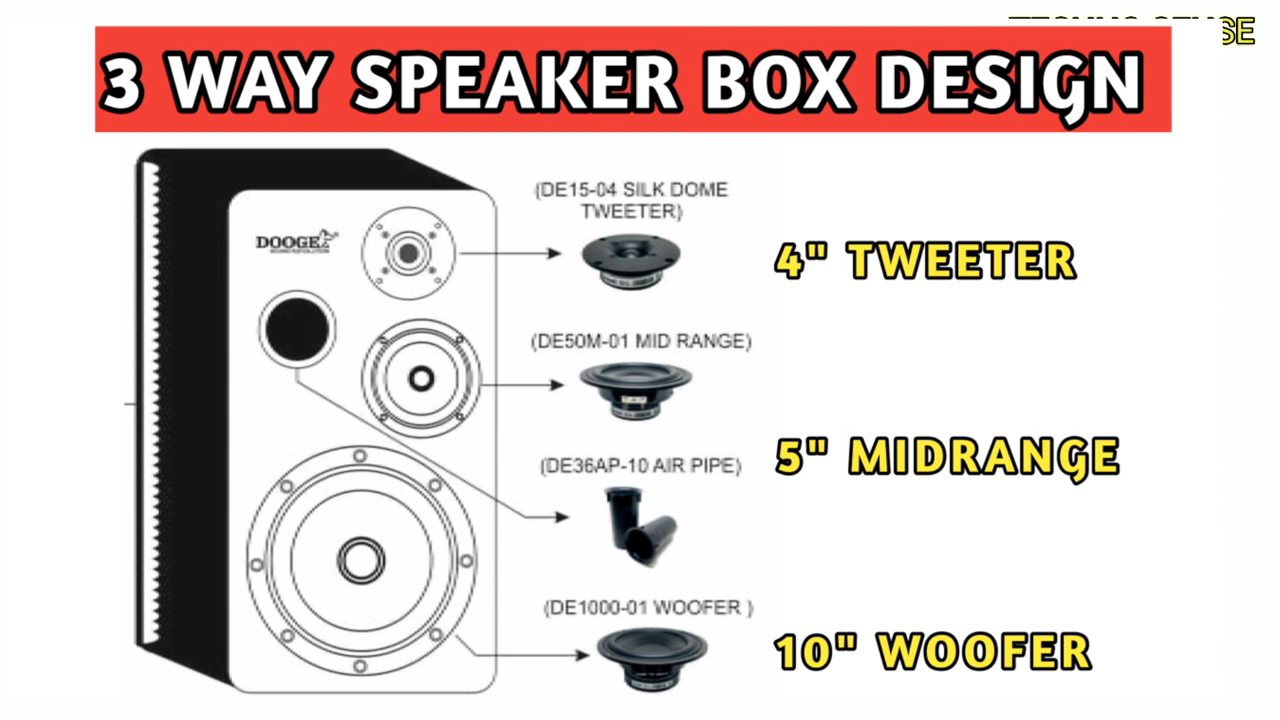 3 WAY SPEAKER BOX DESIGN
DOOGE
(DE15-04 SILK DOME
TWEETER)
4" TWEETER
(DE50M-01 MID RANGE)
5" MIDRANGE
(DE36AP-10 AIR PIPE)
(DE1000-01 WOOFER )
10" WOOFER